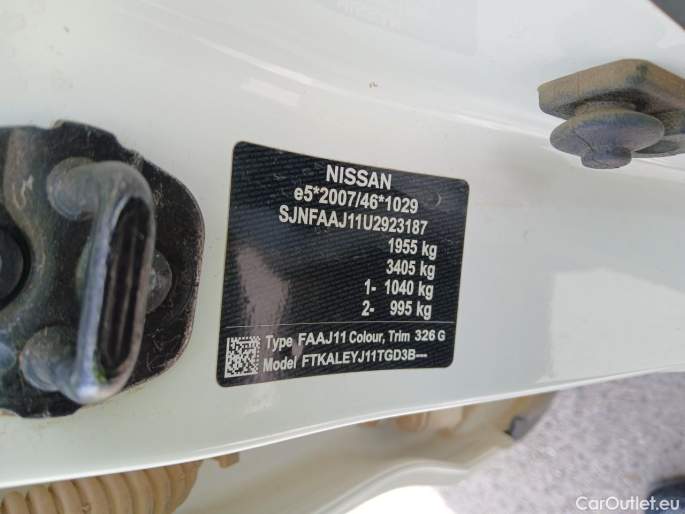 NISSAN
e5*2007/46*1029
SJNFAAJ11U2923187
1955 kg
3405 kg
1- 1040 kg
2- 995 kg
Type FAAJ11 Colour, Trim 326 G
Model FTKALEYJ11TGD3B---
CarOutlet.eu